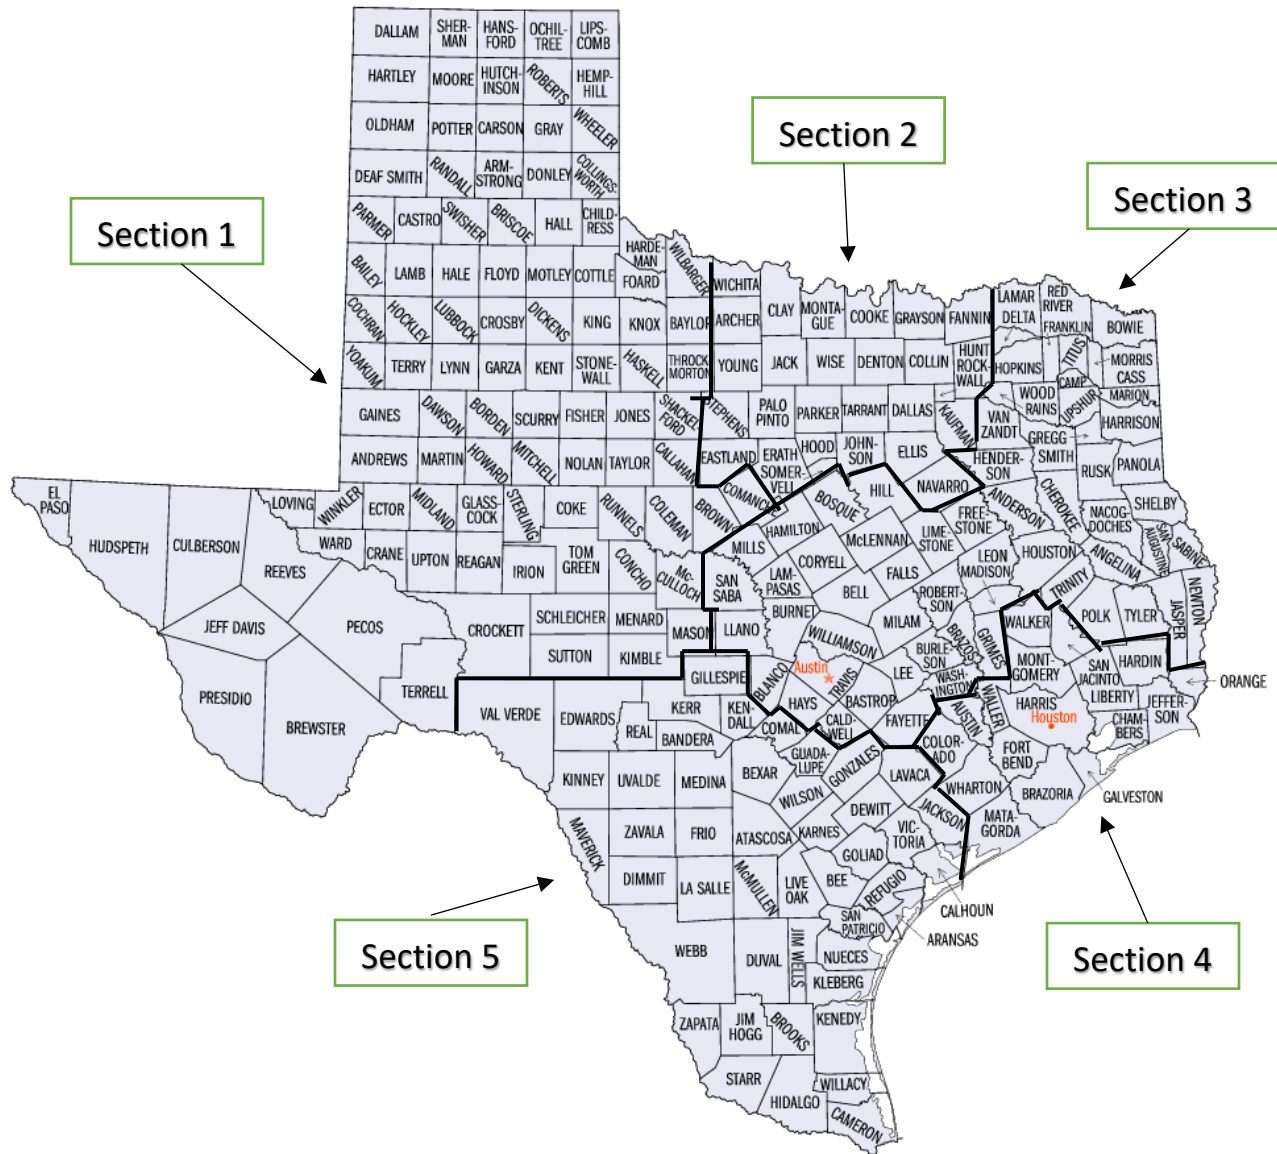 DALLAM
SHER-
MAN
HANS-
FORD
OCHIL-
TREE
LIPS-
COMB
HARTLEY
MOORE
HUTCH-
INSON
ROBERTS
HEMP-
HILL
OLDHAM
POTTER
CARSON
GRAY
WHEELER
Section 2
DEAF SMITH
RANDALL
ARM-
STRONG
DONLEY
COLLINGS-
WORTH
Section 3
Section 1
PARMER
CASTRO
SWISHER
BRISCOE
HALL
CHILD-
RESS
BAILEY
LAMB
HALE
FLOYD
MOTLEY
COTTLE
HARDE-
MAN
FOARD
WILBARGER
WICHITA
COCHRAN
HOCKLEY
LUBBOCK
CROSBY
DICKENS
KING
KNOX
BAYLOR
ARCHER
CLAY
MONTA-
GUE
COOKE
GRAYSON
FANNIN
LAMAR
DELTA
RED
RIVER
FRANKLIN
BOWIE
YOAKUM
TERRY
LYNN
GARZA
KENT
STONE-
WALL
HASKELL
THROCK
MORTON
YOUNG
JACK
WISE
DENTON
COLLIN
HUNT
ROCK-
WALL
HOPKINS
TITUS
CAMP
MORRIS
CASS
GAINES
DAWSON
BORDEN
SCURRY
FISHER
JONES
SHACKEL
FORD
STEPHENS
PALO
PINTO
PARKER
TARRANT
DALLAS
KAUFMAN
VAN
ZANDT
WOOD
RAINS
UPSHUR
MARION
HARRISON
GREGG
SMITH
ANDREWS
MARTIN
HOWARD
MITCHELL
NOLAN
TAYLOR
CALLAHAN
EASTLAND
ERATH
HOOD
SOMER-
VELL
JOHN-
SON
ELLIS
HENDER-
SON
RUSK
PANOLA
EL
PASO
HUDSPETH
CULBERSON
LOVING
WINKLER
ECTOR
MIDLAND
GLASS-
COCK
STERLING
COKE
RUNNELS
COLEMAN
BROWN
COMANCHE
BOSQUE
HILL
NAVARRO
ANDERSON
CHEROKEE
NACOG-
DOCHES
SHELBY
SAN
AUGUSTINE
SABINE
REEVES
WARD
CRANE
UPTON
REAGAN
IRION
TOM
GREEN
CONCHO
Mc-
CULLOCH
SAN
SABA
MILLS
HAMILTON
LAM-
PASAS
CORYELL
McLENNAN
LIME-
STONE
FREE-
STONE
LEON
MADISON
HOUSTON
ANGELINA
TRINITY
JEFF DAVIS
PECOS
CROCKETT
SCHLEICHER
MENARD
MASON
LLANO
BURNET
BELL
FALLS
ROBERT-
SON
MILAM
WALKER
POLK
TYLER
NEWTON
JASPER
PRESIDIO
BREWSTER
TERRELL
SUTTON
KIMBLE
GILLESPIE
BLANCO
WILLIAMSON
Austin
TRAVIS
LEE
BURLE-
SON
BRAZOS
GRIMES
WASH-
INGTON
MONT-
GOMERY
SAN
JACINTO
HARDIN
LIBERTY
ORANGE
JEFFER-
SON
CHAM-
BERS
VAL VERDE
EDWARDS
REAL
KERR
BANDERA
KEN-
DALL
HAYS
COMAL
CALD-
WELL
BASTROP
FAYETTE
AUSTIN
WALLER
HARRIS
Houston
KINNEY
UVALDE
MEDINA
BEXAR
GUADA-
LUPE
GONZALES
LAVACA
COLOR-
ADO
FORT
BEND
WHARTON
BRAZORIA
GALVESTON
MAVERICK
ZAVALA
FRIO
ATASCOSA
WILSON
KARNES
DEWITT
JACKSON
MATA-
GORDA
DIMMIT
LA SALLE
McMULLEN
LIVE
OAK
BEE
GOLIAD
VIC-
TORIA
REFUGIO
CALHOUN
ARANSAS
SAN
PATRICIO
Section 5
Section 4
WEBB
DUVAL
JIM WELLS
NUECES
KLEBERG
ZAPATA
JIM
HOGG
BROOKS
KENEDY
STARR
HIDALGO
WILLACY
CAMERON